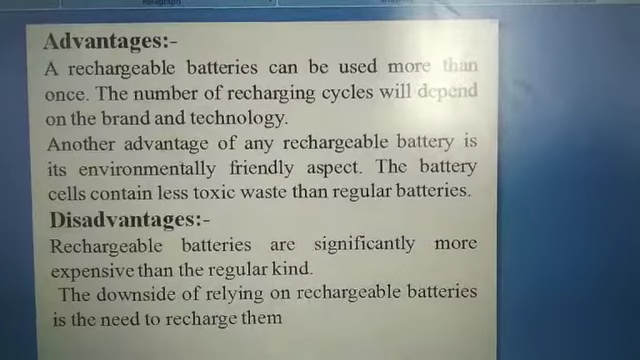 Paragraph
Advantages:-
A rechargeable batteries can be used more than
once. The number of recharging cycles will depend
on the brand and technology.
Another advantage of any rechargeable battery is
its environmentally friendly aspect. The battery
cells contain less toxic waste than regular batteries.
Disadvantages:-
Rechargeable batteries are significantly more
expensive than the regular kind.
The downside of relying on rechargeable batteries
is the need to recharge them